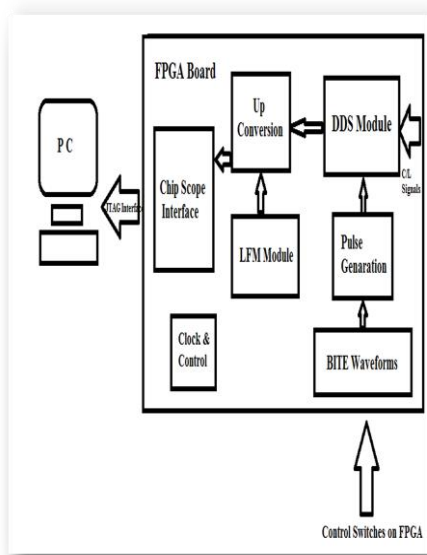 FPGA Board
Up
Conversion
DDS Module
P C
C/L
Signals
JTAG Interface
Chip Scope
Interface
LFM Module
Pulse
Genaration
Clock &
Control
BITE Waveforms
Control Switches on FPGA